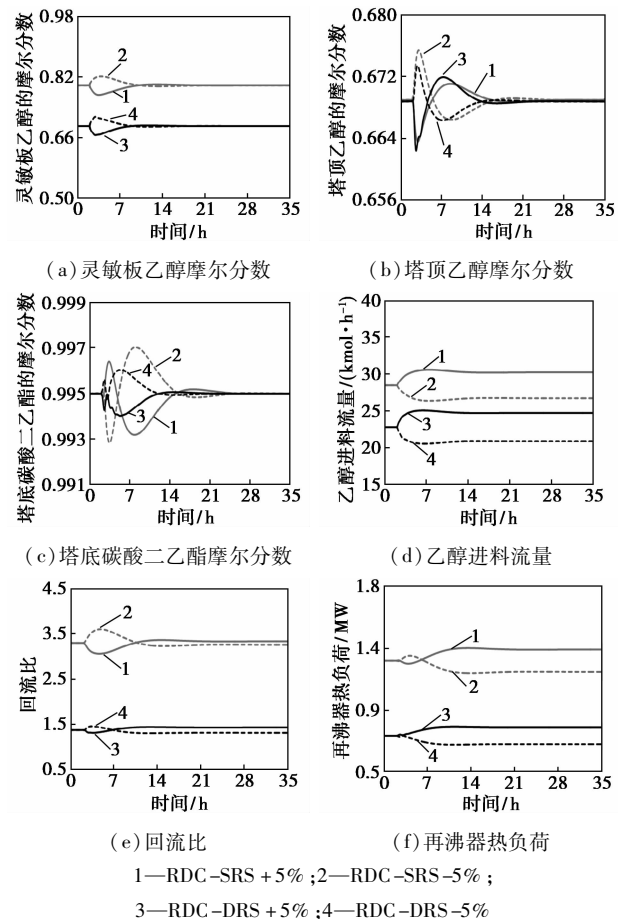 灵敏板乙醇的摩尔分数
0.98
0.82
0.66
0.50
2
1
4
3
0 7 14 21 28 35
时间/h
(a)灵敏板乙醇摩尔分数
塔顶乙醇的摩尔分数
0.680
0.672
0.664
0.656
2
3
1
4
0 7 14 21 28 35
时间/h
(b)塔顶乙醇摩尔分数
塔底碳酸二乙酯的摩尔分数
0.999
0.997
0.995
0.993
0.991
2
4
3
1
0 7 14 21 28 35
时间/h
(c)塔底碳酸二乙酯摩尔分数
乙醇进料流量/(kmol·h⁻¹)
40
35
30
25
20
15
1
2
3
4
0 7 14 21 28 35
时间/h
(d)乙醇进料流量
回流比
4.5
3.5
2.5
1.5
0.5
2
1
4
3
0 7 14 21 28 35
时间/h
(e)回流比
再沸器热负荷/MW
1.8
1.4
0.9
0.5
1
2
3
4
0 7 14 21 28 35
时间/h
(f)再沸器热负荷
1—RDC-SRS+5%;2—RDC-SRS-5%;
3—RDC-DRS+5%;4—RDC-DRS-5%